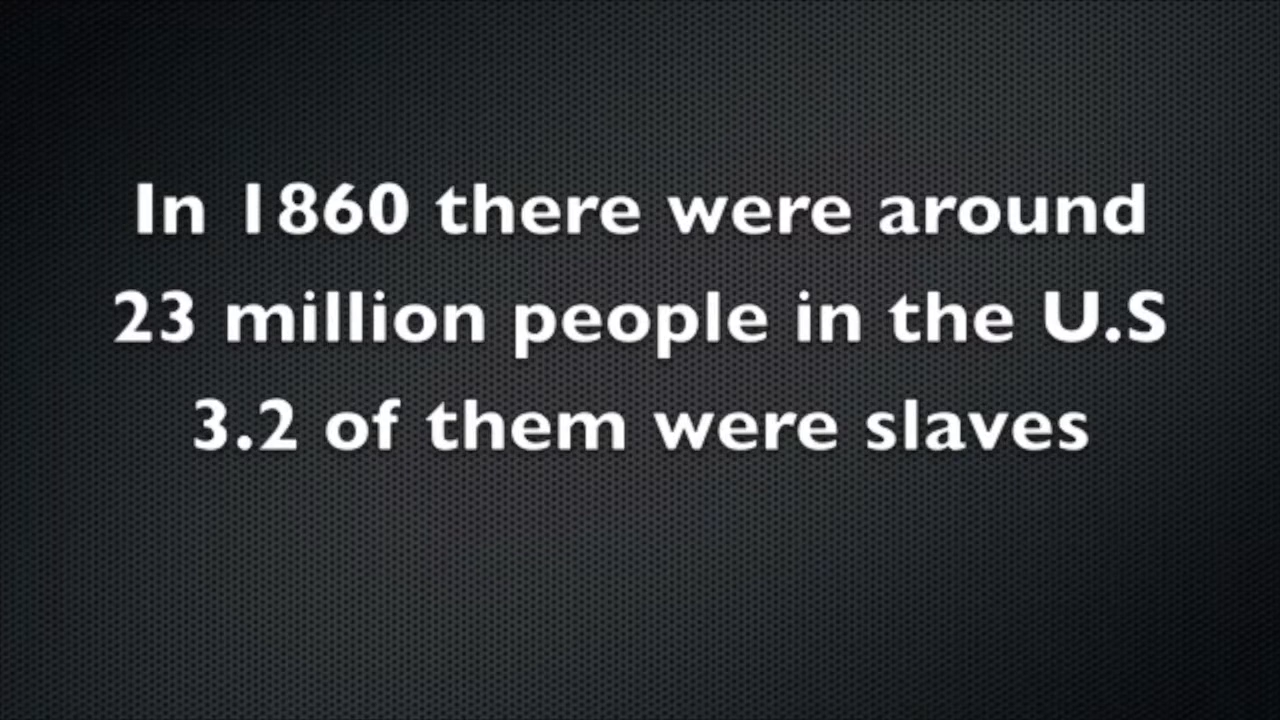 In 1860 there were around
23 million people in the U.S
3.2 of them were slaves